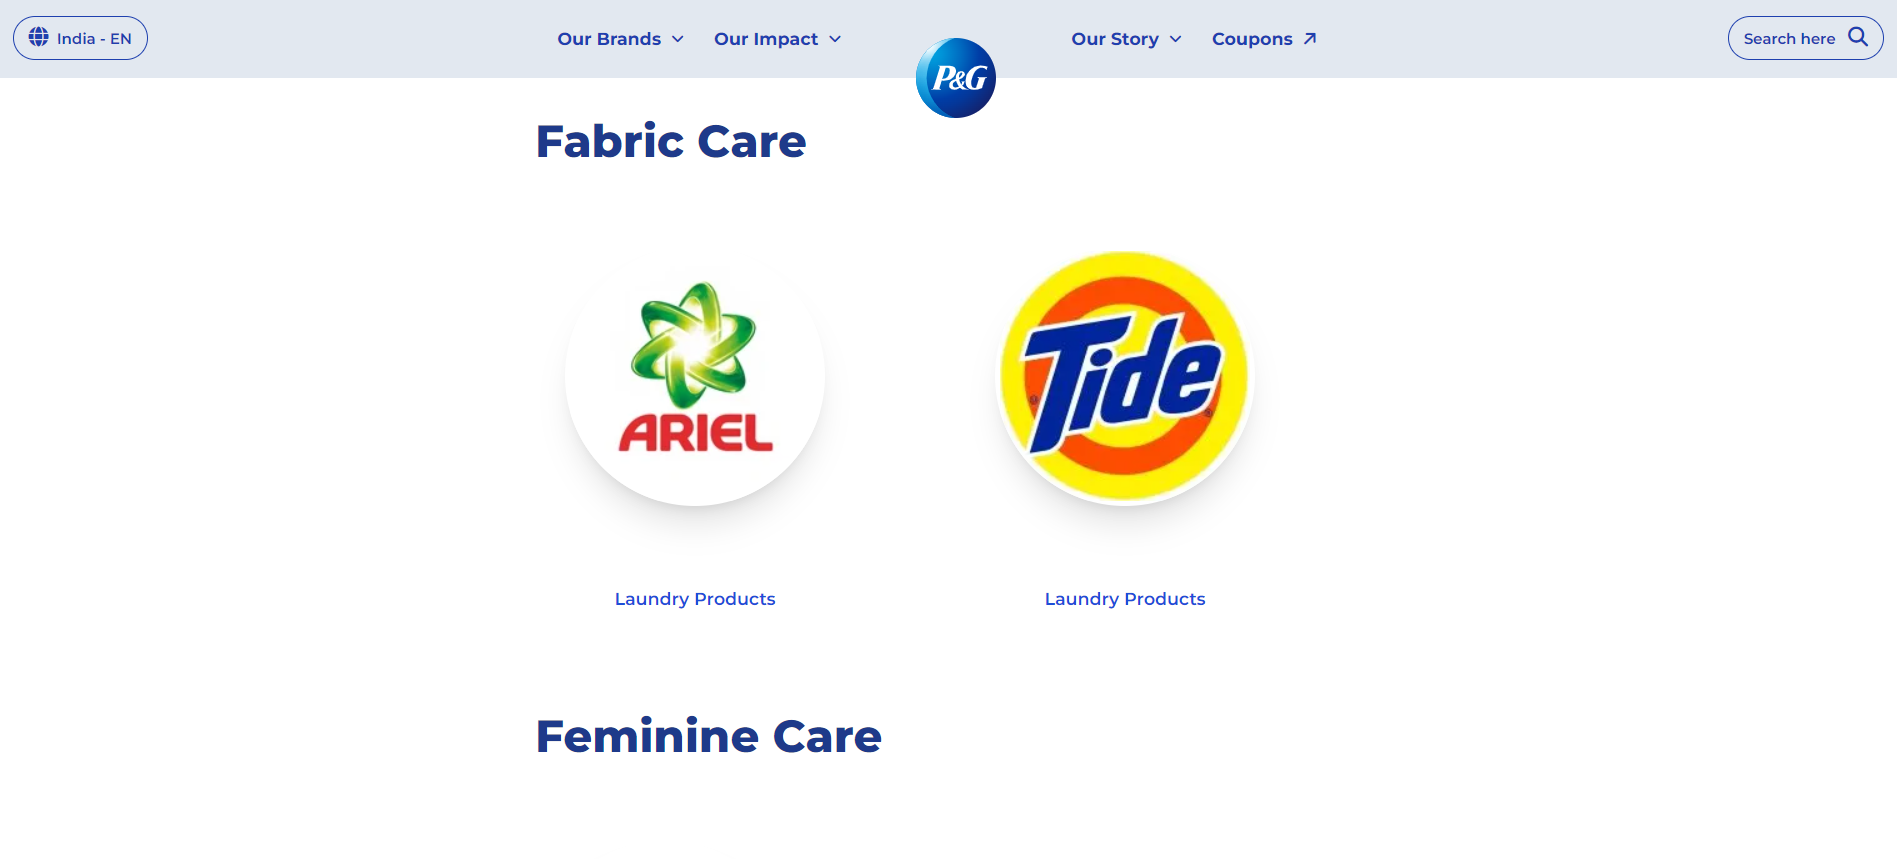 India - EN
Our Brands
Our Impact
P&G
Our Story
Coupons
Search here
Fabric Care
ARIEL
Tide
Laundry Products
Laundry Products
Feminine Care